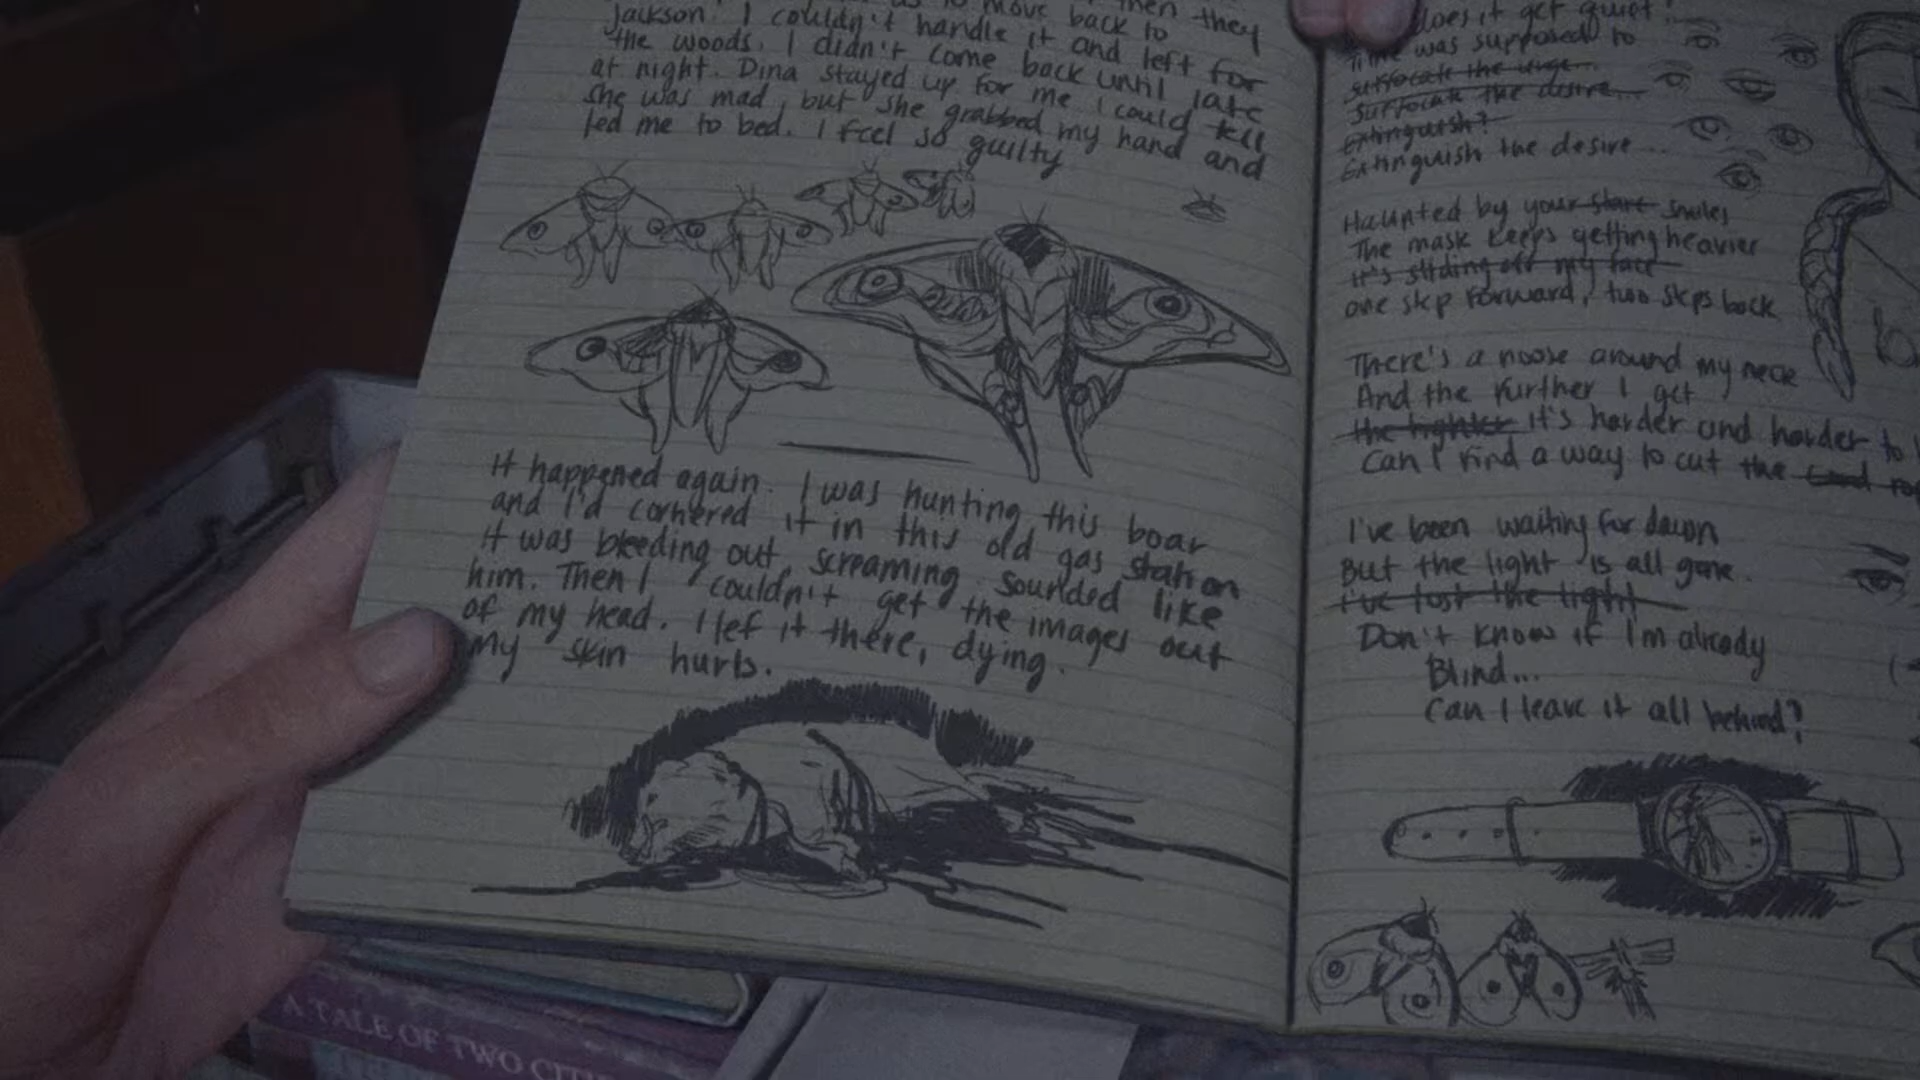 to move back to then they
Jackson. I couldn't handle it and left for
the woods. I didn't come back until late
at night. Dina stayed up for me I could tell
she was mad, but she grabbed my hand and
led me to bed. I feel so guilty
It happened again. I was hunting this boar
and I'd cornered it in this old gas station
It was bleeding out, screaming. sounded like
him. Then I couldn't get the images out
of my head. I lef it there, dying.
My skin hurts.
does it get quiet?
Time was supposed to
suffocate the urge...
suffocate the desire...
Extinguish?
Extinguish the desire...
Haunted by your stare smiles
The mask keeps getting heavier
It's sliding off my face
one step forward, two steps back
There's a noose around my neck
And the further I get
the tighter it's harder and harder to
Can I find a way to cut the
I've been waiting for dawn
But the light is all gone.
I've lost the light
Don't know if I'm already
Blind...
Can I leave it all behind?
A TALE OF TWO CITI